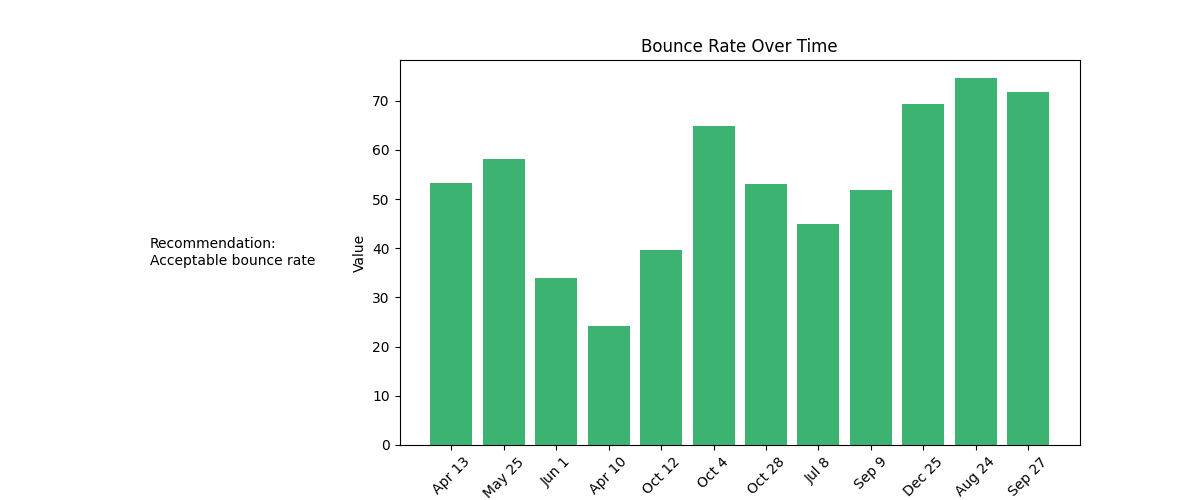 Bounce Rate Over Time
Recommendation:
Acceptable bounce rate
Value
70
60
50
40
30
20
10
0
Apr 13
May 25
Jun 1
Apr 10
Oct 12
Oct 4
Oct 28
Jul 8
Sep 9
Dec 25
Aug 24
Sep 27